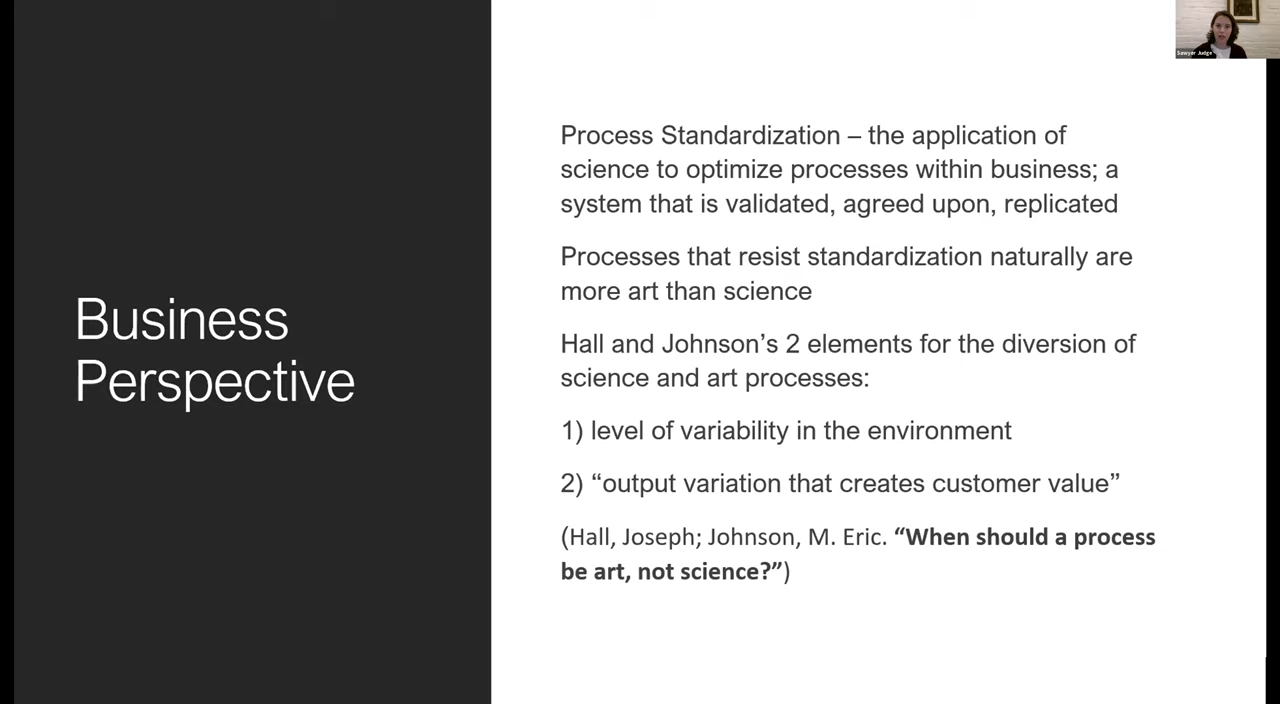 Sawyer Judge
Business
Perspective
Process Standardization – the application of
science to optimize processes within business; a
system that is validated, agreed upon, replicated
Processes that resist standardization naturally are
more art than science
Hall and Johnson’s 2 elements for the diversion of
science and art processes:
1) level of variability in the environment
2) “output variation that creates customer value”
(Hall, Joseph; Johnson, M. Eric. “When should a process
be art, not science?”)